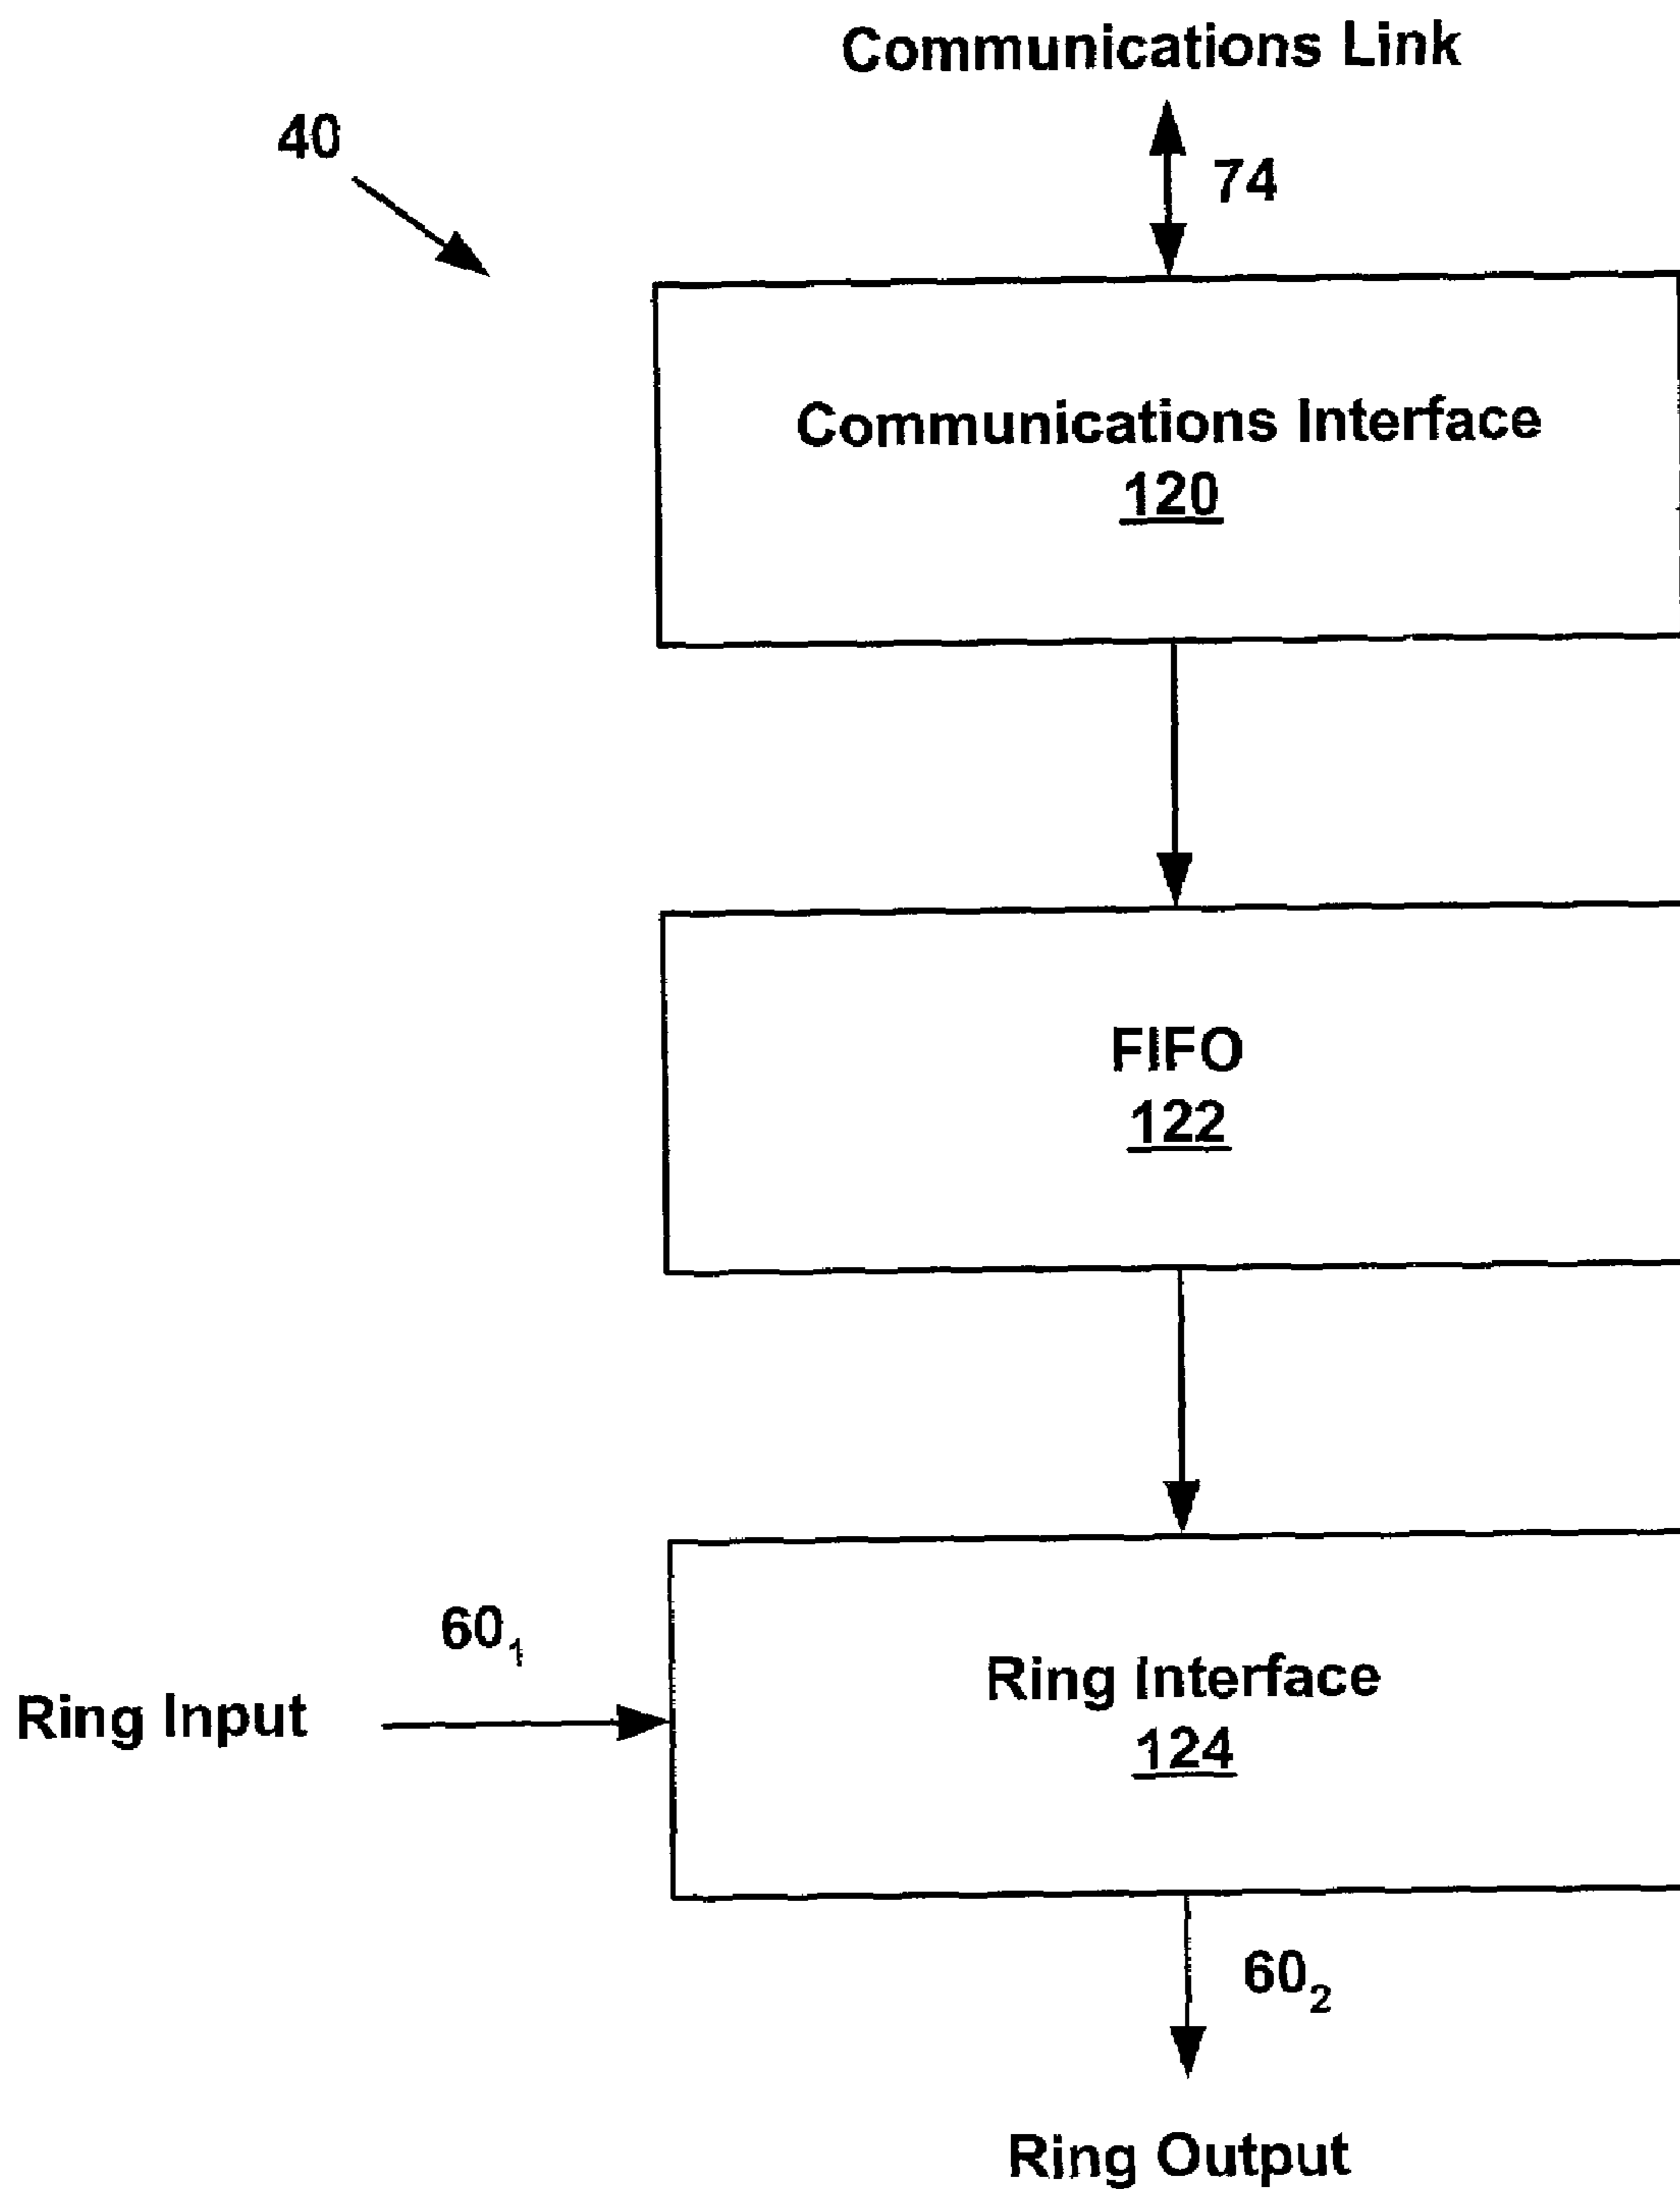 Communications Link
40
74
Communications Interface
120
FIFO
122
60₁
Ring Input
Ring Interface
124
60₂
Ring Output